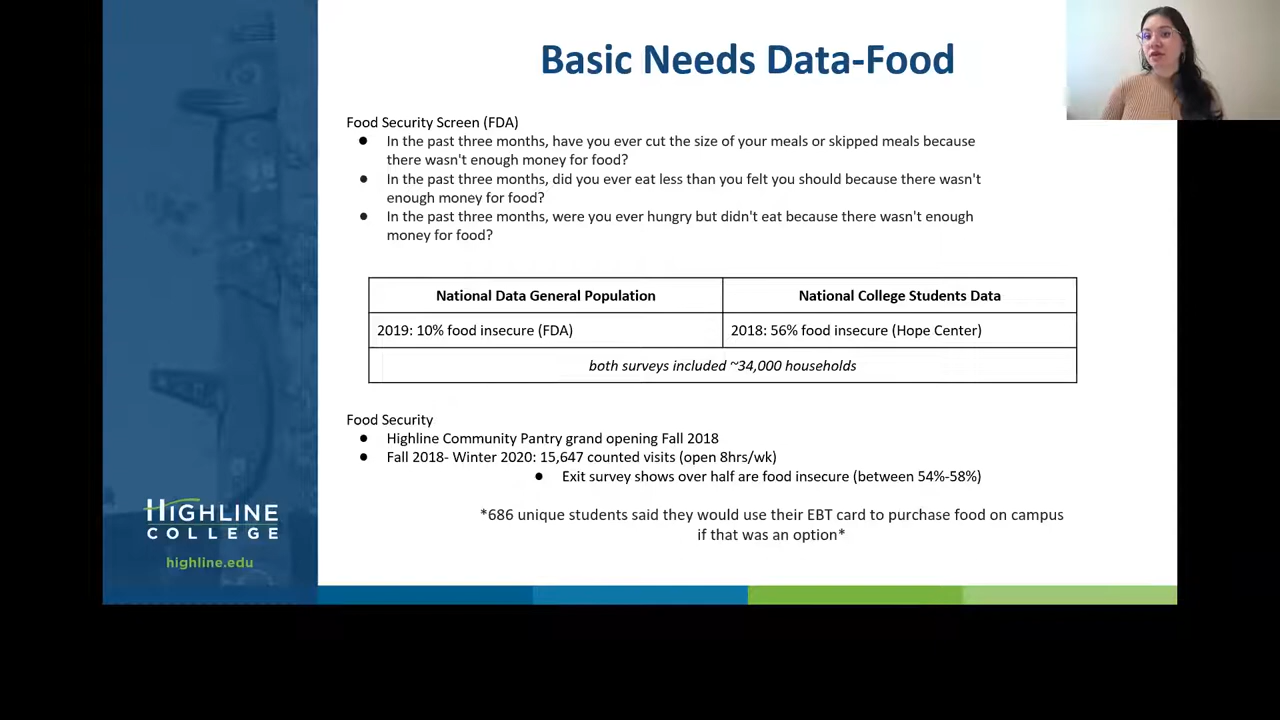 Basic Needs Data-Food
Food Security Screen (FDA)
● In the past three months, have you ever cut the size of your meals or skipped meals because
there wasn't enough money for food?
● In the past three months, did you ever eat less than you felt you should because there wasn't
enough money for food?
● In the past three months, were you ever hungry but didn't eat because there wasn't enough
money for food?
National Data General Population
National College Students Data
2019: 10% food insecure (FDA)
2018: 56% food insecure (Hope Center)
both surveys included ~34,000 households
Food Security
● Highline Community Pantry grand opening Fall 2018
● Fall 2018- Winter 2020: 15,647 counted visits (open 8hrs/wk)
● Exit survey shows over half are food insecure (between 54%-58%)
*686 unique students said they would use their EBT card to purchase food on campus
if that was an option*
HIGHLINE
COLLEGE
highline.edu